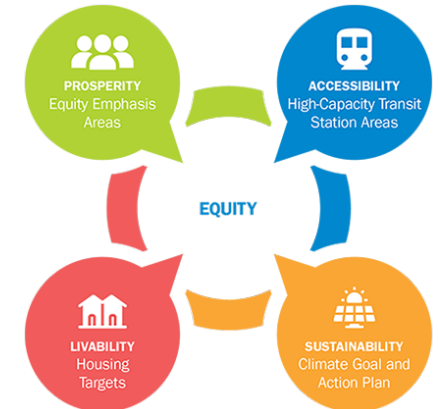 PROSPERITY
Equity Emphasis
Areas
ACCESSIBILITY
High-Capacity Transit
Station Areas
EQUITY
LIVABILITY
Housing
Targets
SUSTAINABILITY
Climate Goal and
Action Plan